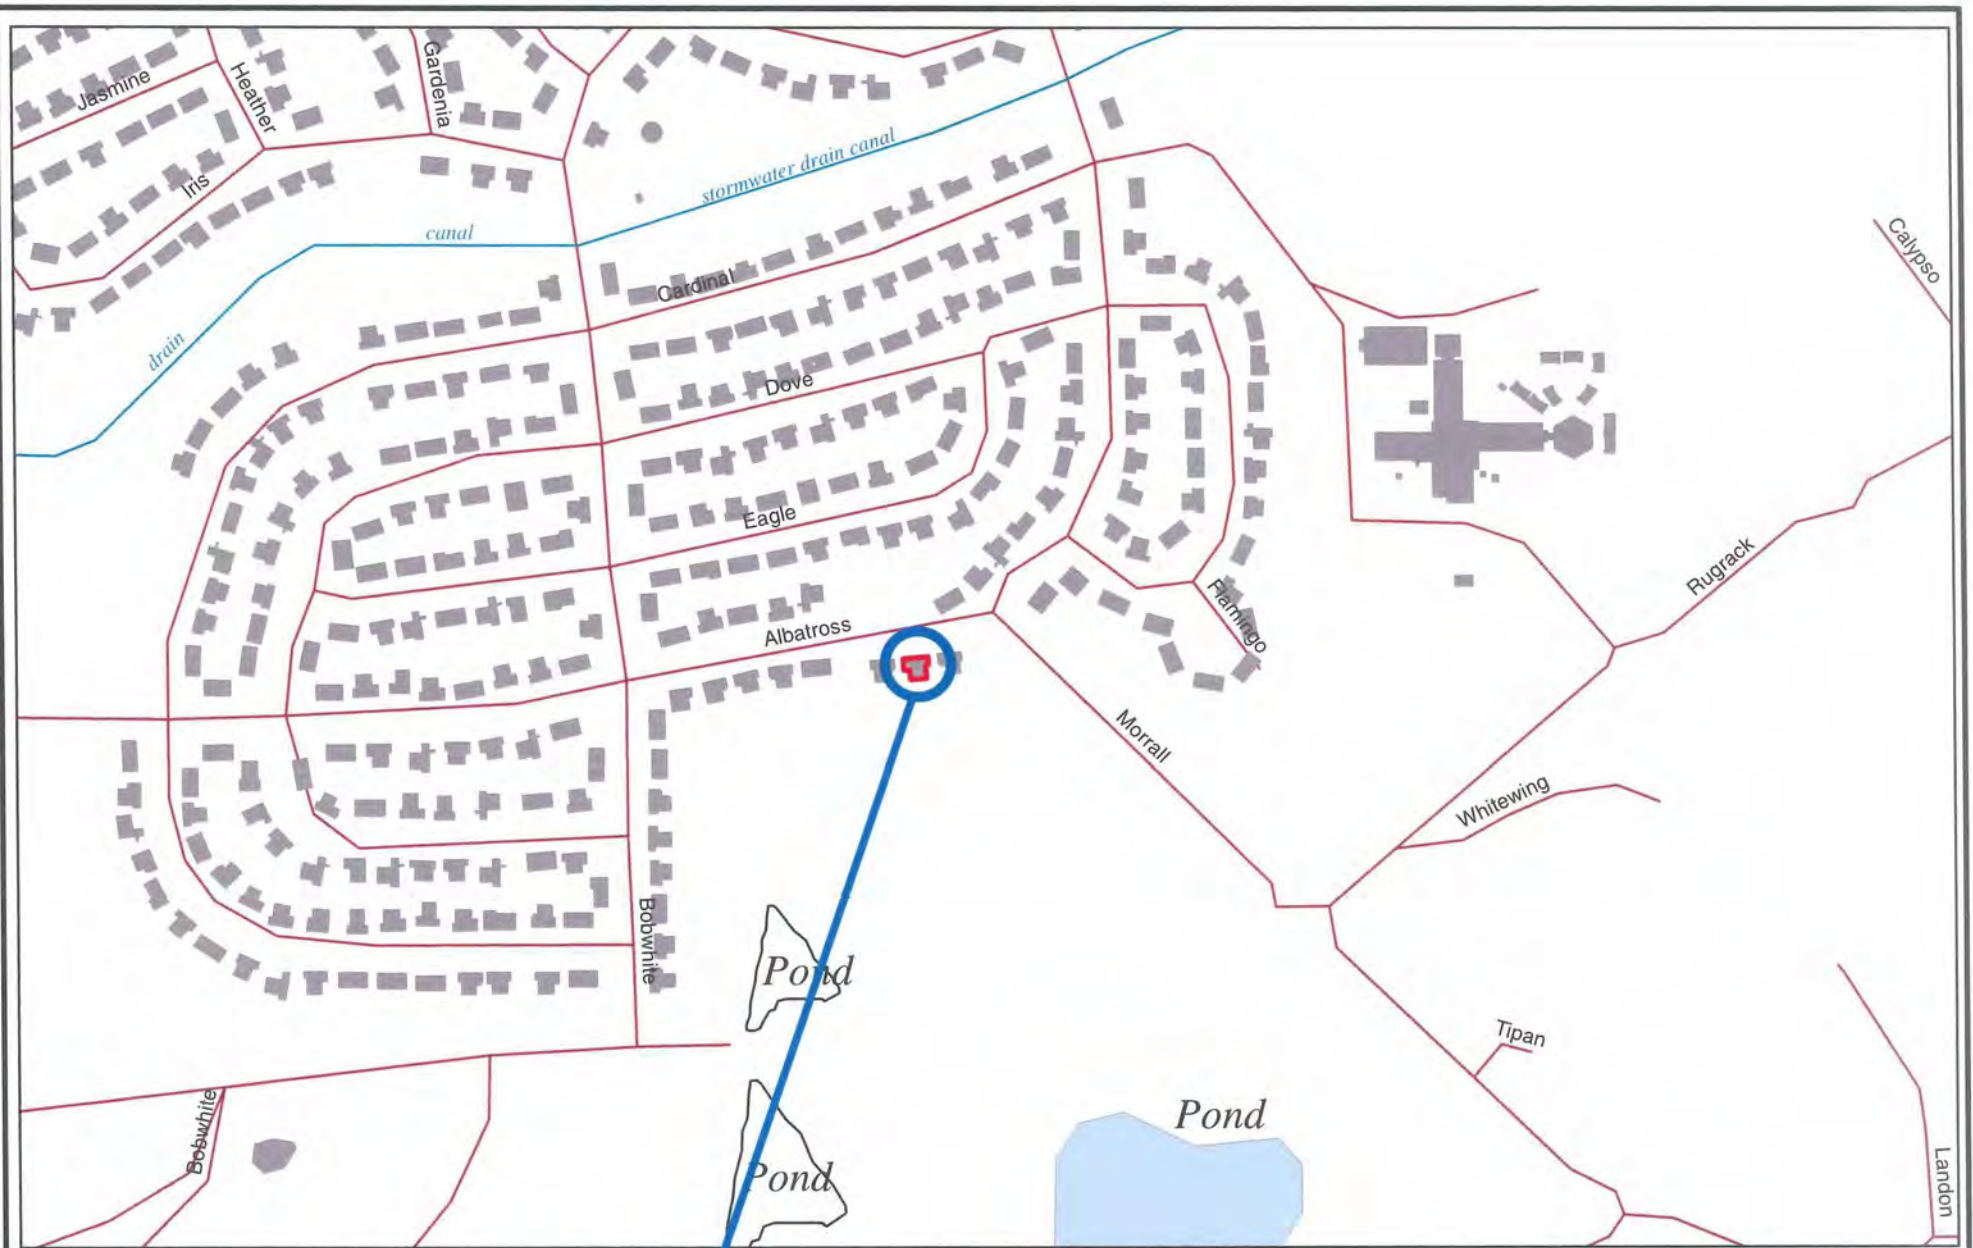 Jasmine
Heather
Gardenia
Iris
stormwater drain canal
canal
drain
Calypso
Cardinal
Dove
Eagle
Albatross
Flamingo
Rugrack
Morrall
Whitewing
Bobwhite
Pond
Tipan
Bobwhite
Pond
Pond
Landon